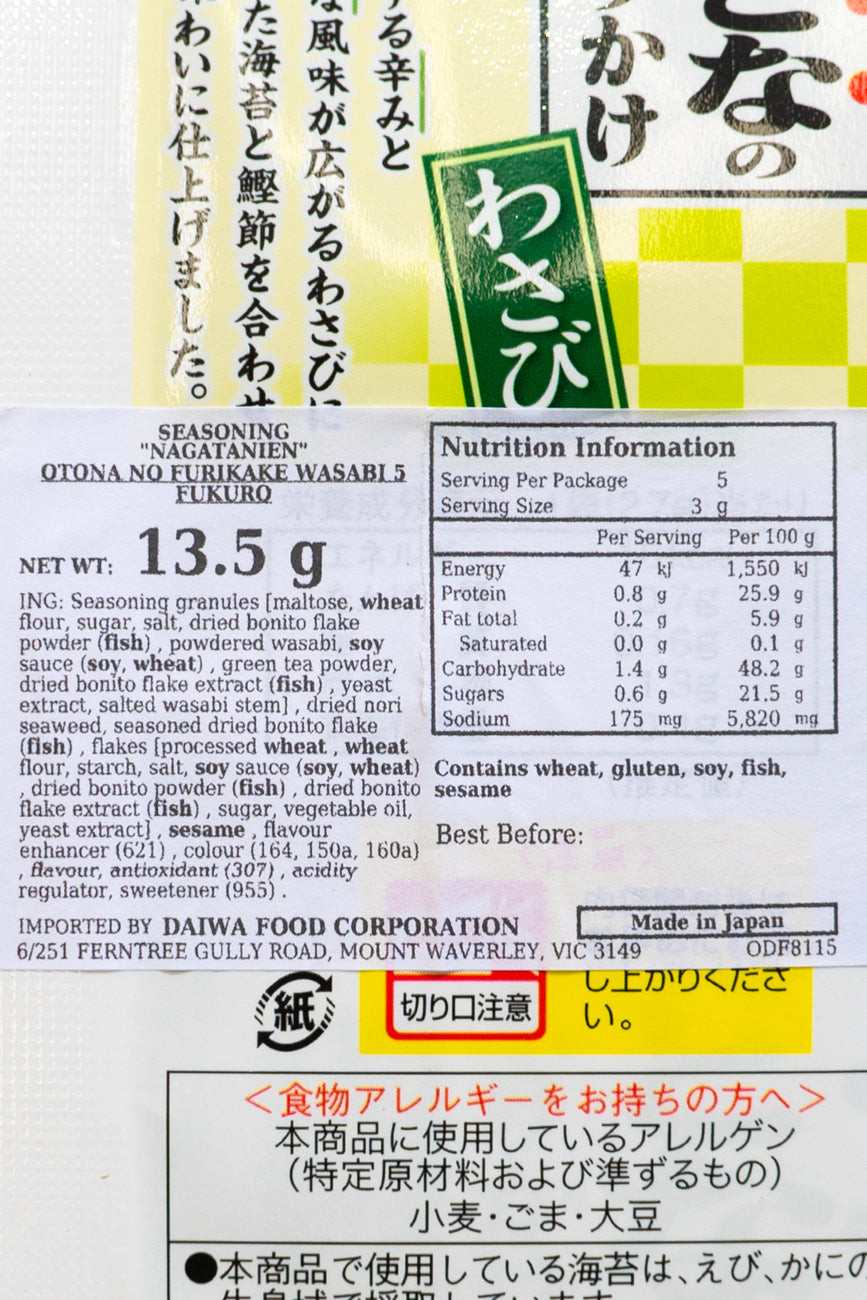 する辛みと
な風味が広がるわさびに
た海苔と鰹節を合わせ
味わいに仕上げました。
となの
かけ
わさび
SEASONING
"NAGATANIEN"
OTONA NO FURIKAKE WASABI 5
FUKURO
NET WT: 13.5 g
ING: Seasoning granules [maltose, wheat
flour, sugar, salt, dried bonito flake
powder (fish) , powdered wasabi, soy
sauce (soy, wheat) , green tea powder,
dried bonito flake extract (fish) , yeast
extract, salted wasabi stem] , dried nori
seaweed, seasoned dried bonito flake
(fish) , flakes [processed wheat , wheat
flour, starch, salt, soy sauce (soy, wheat)
, dried bonito powder (fish) , dried bonito
flake extract (fish) , sugar, vegetable oil,
yeast extract] , sesame , flavour
enhancer (621) , colour (164, 150a, 160a)
, flavour, antioxidant (307) , acidity
regulator, sweetener (955) .
Nutrition Information
Serving Per Package 5
Serving Size 3 g
Per Serving Per 100 g
Energy 47 kJ 1,550 kJ
Protein 0.8 g 25.9 g
Fat total 0.2 g 5.9 g
Saturated 0.0 g 0.1 g
Carbohydrate 1.4 g 48.2 g
Sugars 0.6 g 21.5 g
Sodium 175 mg 5,820 mg
Contains wheat, gluten, soy, fish,
sesame
Best Before:
IMPORTED BY DAIWA FOOD CORPORATION
Made in Japan
6/251 FERNTREE GULLY ROAD, MOUNT WAVERLEY, VIC 3149 ODF8115
紙
切り口注意
し上がりくださ
い。
＜食物アレルギーをお持ちの方へ＞
本商品に使用しているアレルゲン
（特定原材料および準ずるもの）
小麦・ごま・大豆
●本商品で使用している海苔は、えび、かにの